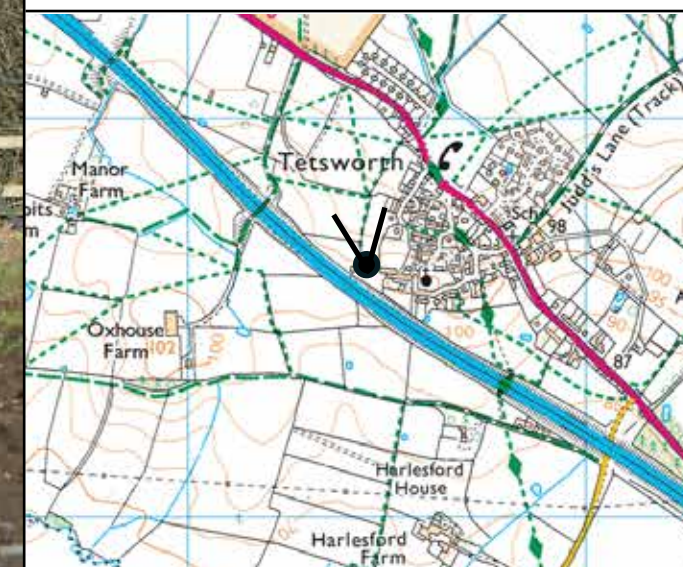 Manor
Farm
Tetsworth
Judd's Lane (Track)
Sch
98
100
95
90
87
Oxhouse
Farm
102
100
100
Harlesford
House
Harlesford
Farm